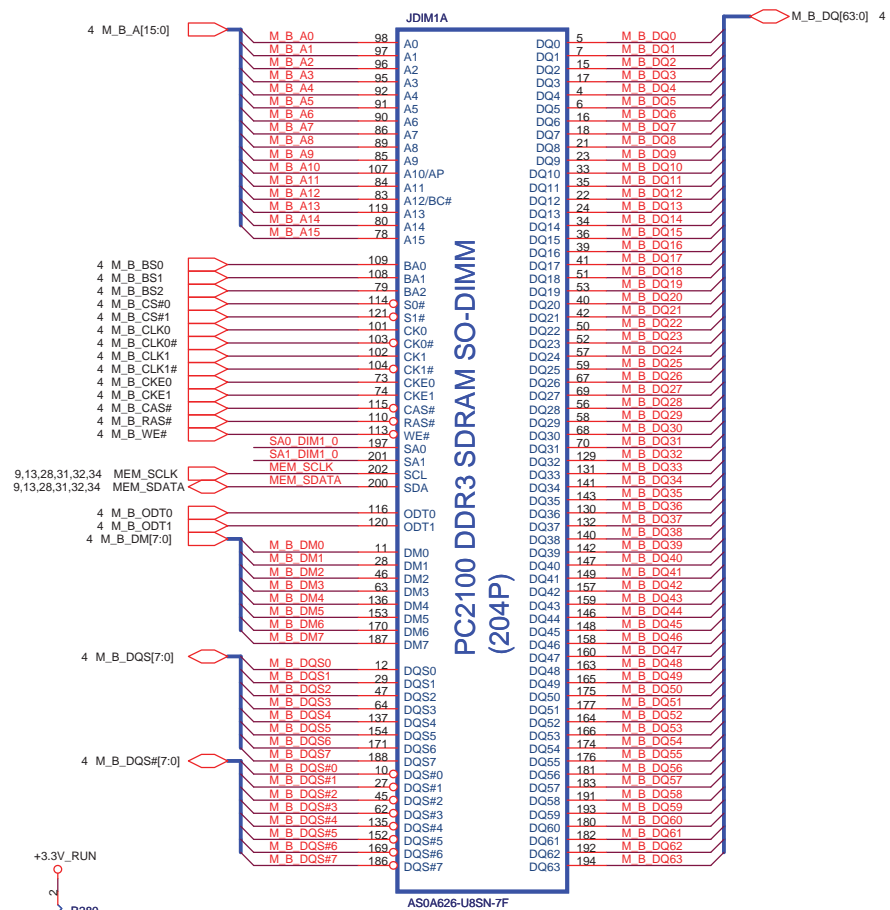 JDIM1A
4 M_B_A[15:0]
M_B_DQ[63:0] 4
M_B_A0 98 A0 DQ0 5 M_B_DQ0
M_B_A1 97 A1 DQ1 7 M_B_DQ1
M_B_A2 96 A2 DQ2 15 M_B_DQ2
M_B_A3 95 A3 DQ3 17 M_B_DQ3
M_B_A4 92 A4 DQ4 4 M_B_DQ4
M_B_A5 91 A5 DQ5 6 M_B_DQ5
M_B_A6 90 A6 DQ6 16 M_B_DQ6
M_B_A7 86 A7 DQ7 18 M_B_DQ7
M_B_A8 89 A8 DQ8 21 M_B_DQ8
M_B_A9 85 A9 DQ9 23 M_B_DQ9
M_B_A10 107 A10/AP DQ10 33 M_B_DQ10
M_B_A11 84 A11 DQ11 35 M_B_DQ11
M_B_A12 83 A12/BC# DQ12 22 M_B_DQ12
M_B_A13 119 A13 DQ13 24 M_B_DQ13
M_B_A14 80 A14 DQ14 34 M_B_DQ14
M_B_A15 78 A15 DQ15 36 M_B_DQ15
DQ16 39 M_B_DQ16
4 M_B_BS0 109 BA0 DQ17 41 M_B_DQ17
4 M_B_BS1 108 BA1 DQ18 51 M_B_DQ18
4 M_B_BS2 79 BA2 DQ19 53 M_B_DQ19
4 M_B_CS#0 114 S0# DQ20 40 M_B_DQ20
4 M_B_CS#1 121 S1# DQ21 42 M_B_DQ21
4 M_B_CLK0 101 CK0 DQ22 50 M_B_DQ22
4 M_B_CLK0# 103 CK0# DQ23 52 M_B_DQ23
4 M_B_CLK1 102 CK1 DQ24 57 M_B_DQ24
4 M_B_CLK1# 104 CK1# DQ25 59 M_B_DQ25
4 M_B_CKE0 73 CKE0 DQ26 67 M_B_DQ26
4 M_B_CKE1 74 CKE1 DQ27 69 M_B_DQ27
4 M_B_CAS# 115 CAS# DQ28 56 M_B_DQ28
4 M_B_RAS# 110 RAS# DQ29 58 M_B_DQ29
4 M_B_WE# 113 WE# DQ30 68 M_B_DQ30
SA0_DIM1_0 197 SA0 DQ31 70 M_B_DQ31
SA1_DIM1_0 201 SA1 DQ32 129 M_B_DQ32
9,13,28,31,32,34 MEM_SCLK MEM_SCLK 202 SCL DQ33 131 M_B_DQ33
9,13,28,31,32,34 MEM_SDATA MEM_SDATA 200 SDA DQ34 141 M_B_DQ34
DQ35 143 M_B_DQ35
4 M_B_ODT0 116 ODT0 DQ36 130 M_B_DQ36
4 M_B_ODT1 120 ODT1 DQ37 132 M_B_DQ37
4 M_B_DM[7:0] DQ38 140 M_B_DQ38
M_B_DM0 11 DM0 DQ39 142 M_B_DQ39
M_B_DM1 28 DM1 DQ40 147 M_B_DQ40
M_B_DM2 46 DM2 DQ41 149 M_B_DQ41
M_B_DM3 63 DM3 DQ42 157 M_B_DQ42
M_B_DM4 136 DM4 DQ43 159 M_B_DQ43
M_B_DM5 153 DM5 DQ44 146 M_B_DQ44
M_B_DM6 170 DM6 DQ45 148 M_B_DQ45
M_B_DM7 187 DM7 DQ46 158 M_B_DQ46
4 M_B_DQS[7:0] DQ47 160 M_B_DQ47
M_B_DQS0 12 DQS0 DQ48 163 M_B_DQ48
M_B_DQS1 29 DQS1 DQ49 165 M_B_DQ49
M_B_DQS2 47 DQS2 DQ50 175 M_B_DQ50
M_B_DQS3 64 DQS3 DQ51 177 M_B_DQ51
M_B_DQS4 137 DQS4 DQ52 164 M_B_DQ52
M_B_DQS5 154 DQS5 DQ53 166 M_B_DQ53
M_B_DQS6 171 DQS6 DQ54 174 M_B_DQ54
M_B_DQS7 188 DQS7 DQ55 176 M_B_DQ55
4 M_B_DQS#[7:0]
M_B_DQS#0 10 DQS#0 DQ56 181 M_B_DQ56
M_B_DQS#1 27 DQS#1 DQ57 183 M_B_DQ57
M_B_DQS#2 45 DQS#2 DQ58 191 M_B_DQ58
M_B_DQS#3 62 DQS#3 DQ59 193 M_B_DQ59
M_B_DQS#4 135 DQS#4 DQ60 180 M_B_DQ60
M_B_DQS#5 152 DQS#5 DQ61 182 M_B_DQ61
M_B_DQS#6 169 DQS#6 DQ62 192 M_B_DQ62
M_B_DQS#7 186 DQS#7 DQ63 194 M_B_DQ63
PC2100 DDR3 SDRAM SO-DIMM
(204P)
+3.3V_RUN
2
AS0A626-U8SN-7F